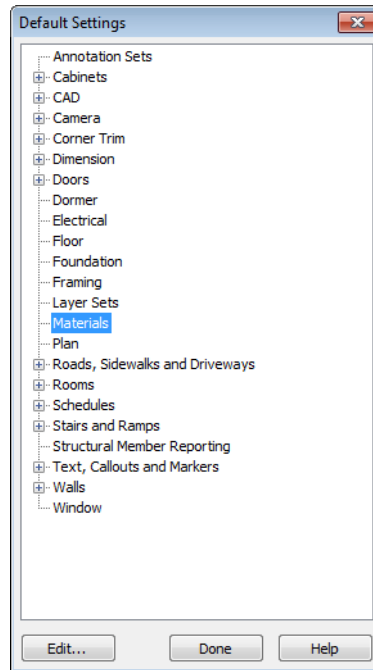 Default Settings
Annotation Sets
Cabinets
CAD
Camera
Corner Trim
Dimension
Doors
Dormer
Electrical
Floor
Foundation
Framing
Layer Sets
Materials
Plan
Roads, Sidewalks and Driveways
Rooms
Schedules
Stairs and Ramps
Structural Member Reporting
Text, Callouts and Markers
Walls
Window
Edit... Done Help